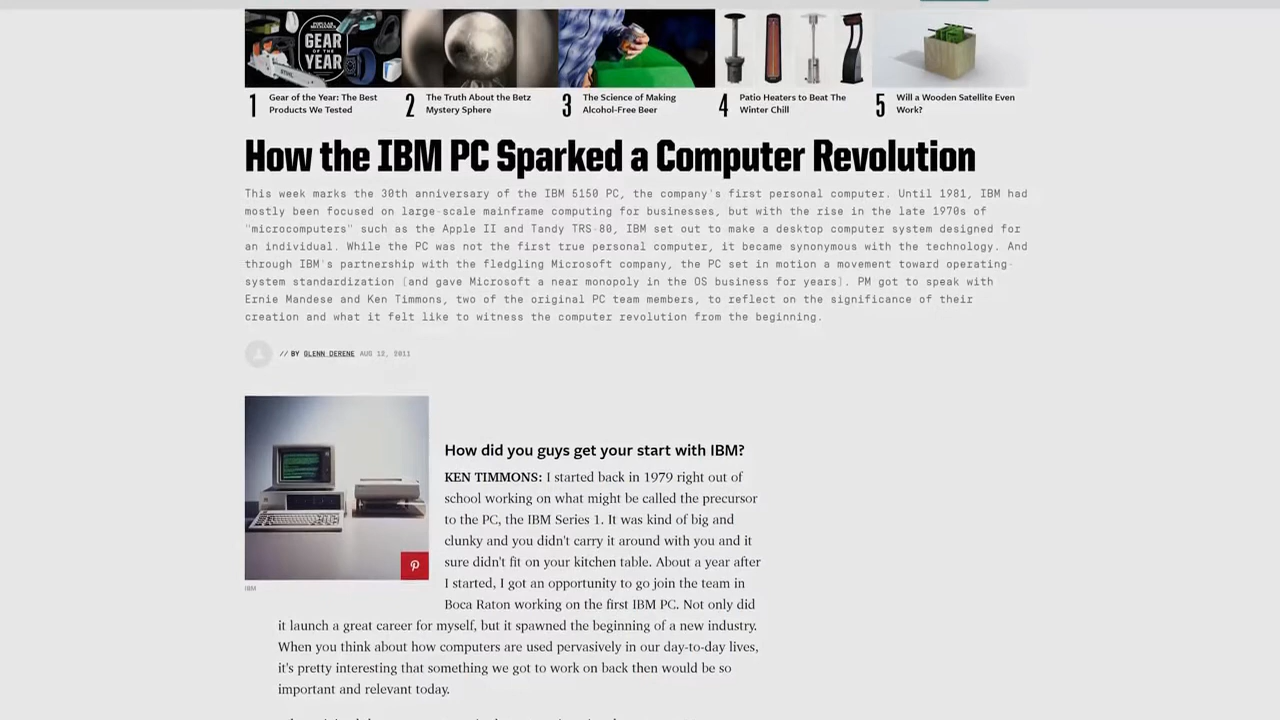 POPULAR MECHANICS
GEAR
OF THE
YEAR
STIHL
1 Gear of the Year: The Best
Products We Tested
2 The Truth About the Betz
Mystery Sphere
3 The Science of Making
Alcohol-Free Beer
4 Patio Heaters to Beat The
Winter Chill
5 Will a Wooden Satellite Even
Work?
How the IBM PC Sparked a Computer Revolution
This week marks the 30th anniversary of the IBM 5150 PC, the company's first personal computer. Until 1981, IBM had
mostly been focused on large-scale mainframe computing for businesses, but with the rise in the late 1970s of
"microcomputers" such as the Apple II and Tandy TRS-80, IBM set out to make a desktop computer system designed for
an individual. While the PC was not the first true personal computer, it became synonymous with the technology. And
through IBM's partnership with the fledgling Microsoft company, the PC set in motion a movement toward operating-
system standardization (and gave Microsoft a near monopoly in the OS business for years). PM got to speak with
Ernie Mandese and Ken Timmons, two of the original PC team members, to reflect on the significance of their
creation and what it felt like to witness the computer revolution from the beginning.
// BY GLENN DERENE AUG 12, 2011
IBM
How did you guys get your start with IBM?
KEN TIMMONS: I started back in 1979 right out of
school working on what might be called the precursor
to the PC, the IBM Series 1. It was kind of big and
clunky and you didn't carry it around with you and it
sure didn't fit on your kitchen table. About a year after
I started, I got an opportunity to go join the team in
Boca Raton working on the first IBM PC. Not only did
it launch a great career for myself, but it spawned the beginning of a new industry.
When you think about how computers are used pervasively in our day-to-day lives,
it's pretty interesting that something we got to work on back then would be so
important and relevant today.